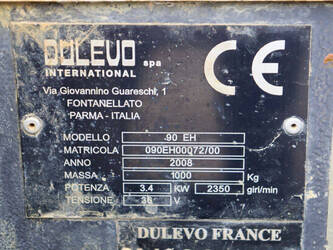 DULEVO spa
INTERNATIONAL
CE
Via Giovannino Guareschi, 1
FONTANELLATO
PARMA - ITALIA
MODELLO 90 EH
MATRICOLA 090EH00072/00
ANNO 2008
MASSA 1000 Kg
POTENZA 3.4 KW 2350 giri/min
TENSIONE 36 V
DULEVO FRANCE